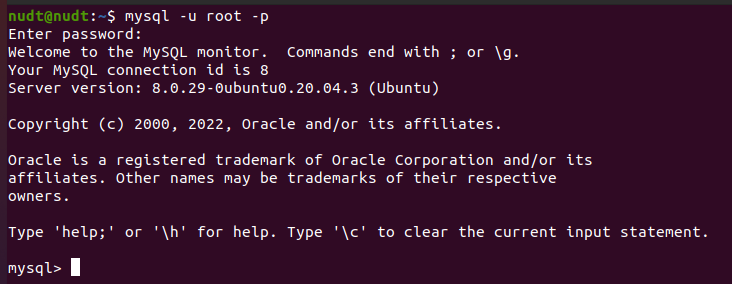 nudt@nudt:~$ mysql -u root -p
Enter password:
Welcome to the MySQL monitor.  Commands end with ; or \g.
Your MySQL connection id is 8
Server version: 8.0.29-0ubuntu0.20.04.3 (Ubuntu)
Copyright (c) 2000, 2022, Oracle and/or its affiliates.
Oracle is a registered trademark of Oracle Corporation and/or its
affiliates. Other names may be trademarks of their respective
owners.
Type 'help;' or '\h' for help. Type '\c' to clear the current input statement.
mysql>